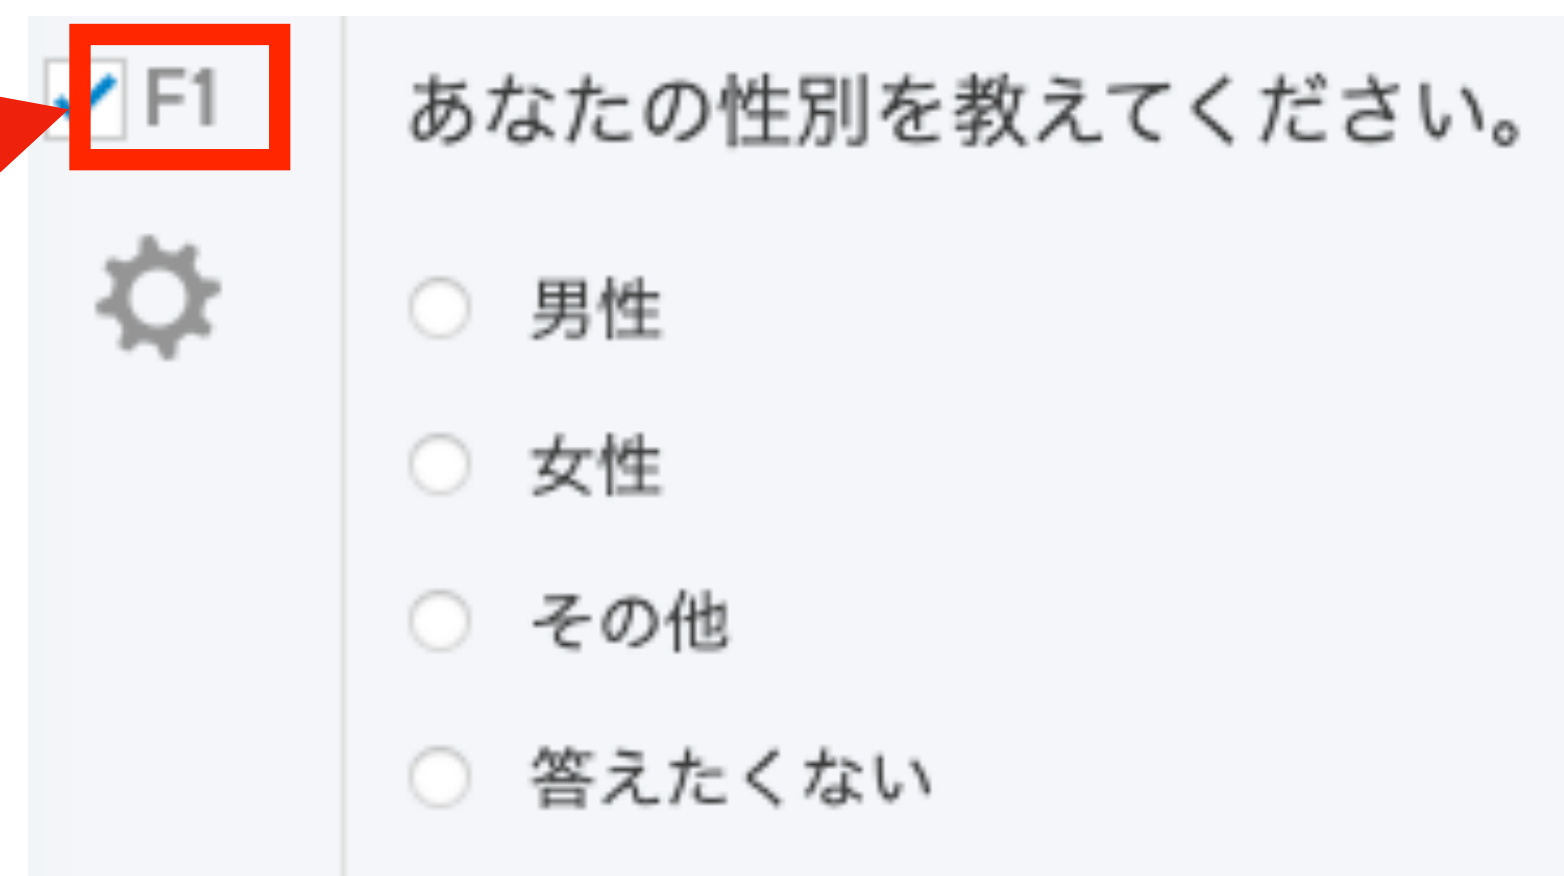 F1
あなたの性別を教えてください。
男性
女性
その他
答えたくない